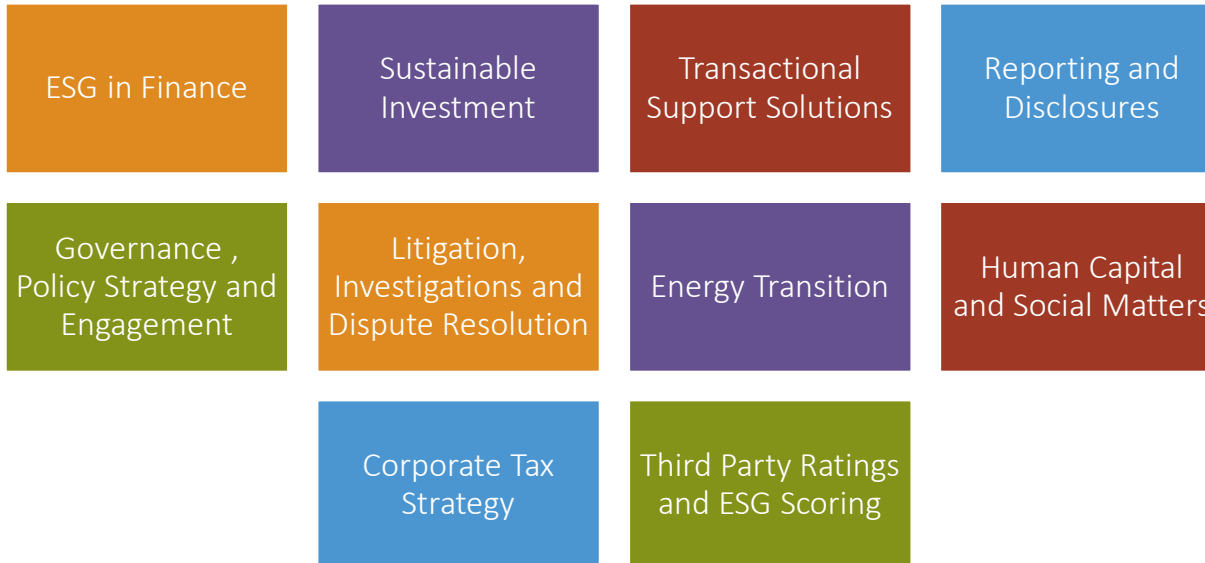 ESG in Finance
Sustainable
Investment
Transactional
Support Solutions
Reporting and
Disclosures
Governance ,
Policy Strategy and
Engagement
Litigation,
Investigations and
Dispute Resolution
Energy Transition
Human Capital
and Social Matters
Corporate Tax
Strategy
Third Party Ratings
and ESG Scoring